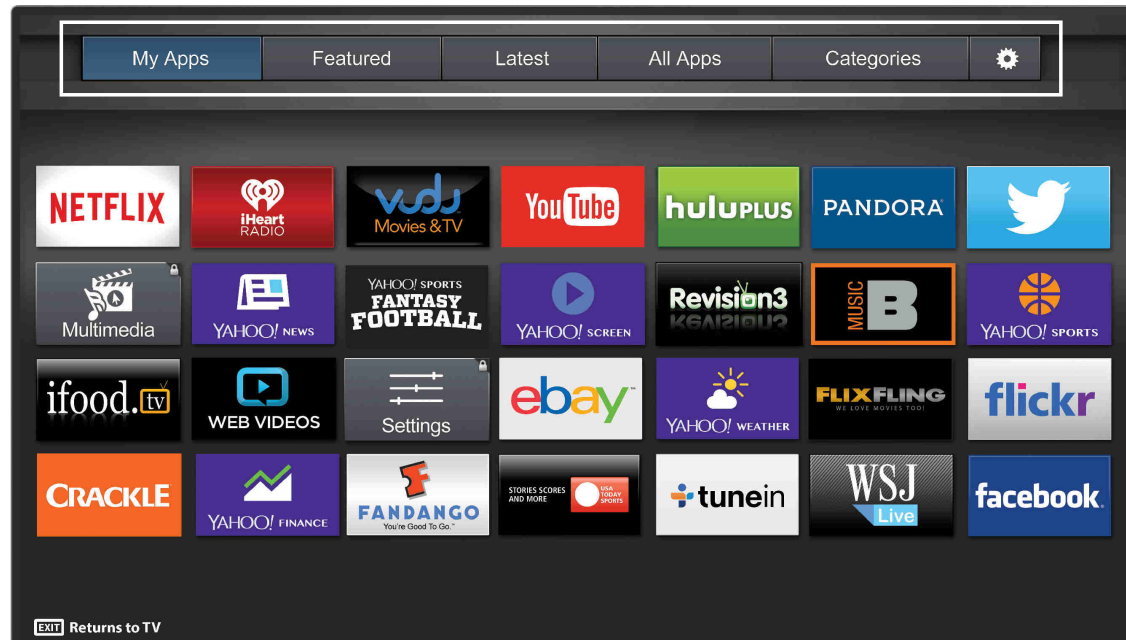 My Apps Featured Latest All Apps Categories
NETFLIX
iHeart
RADIO
vudu
Movies & TV
YouTube
huluPLUS
PANDORA
Multimedia
YAHOO! NEWS
YAHOO! SPORTS
FANTASY
FOOTBALL
YAHOO! SCREEN
Revision3
MUSIC B
YAHOO! SPORTS
ifood.tv
WEB VIDEOS
Settings
ebay™
YAHOO! WEATHER
FLIXFLING
WE LOVE MOVIES TOO!
flickr
CRACKLE
YAHOO! FINANCE
F
FANDANGO
You're Good To Go.™
STORIES SCORES
AND MORE
USA
TODAY
SPORTS
tunein
WSJ
Live
facebook
EXIT Returns to TV